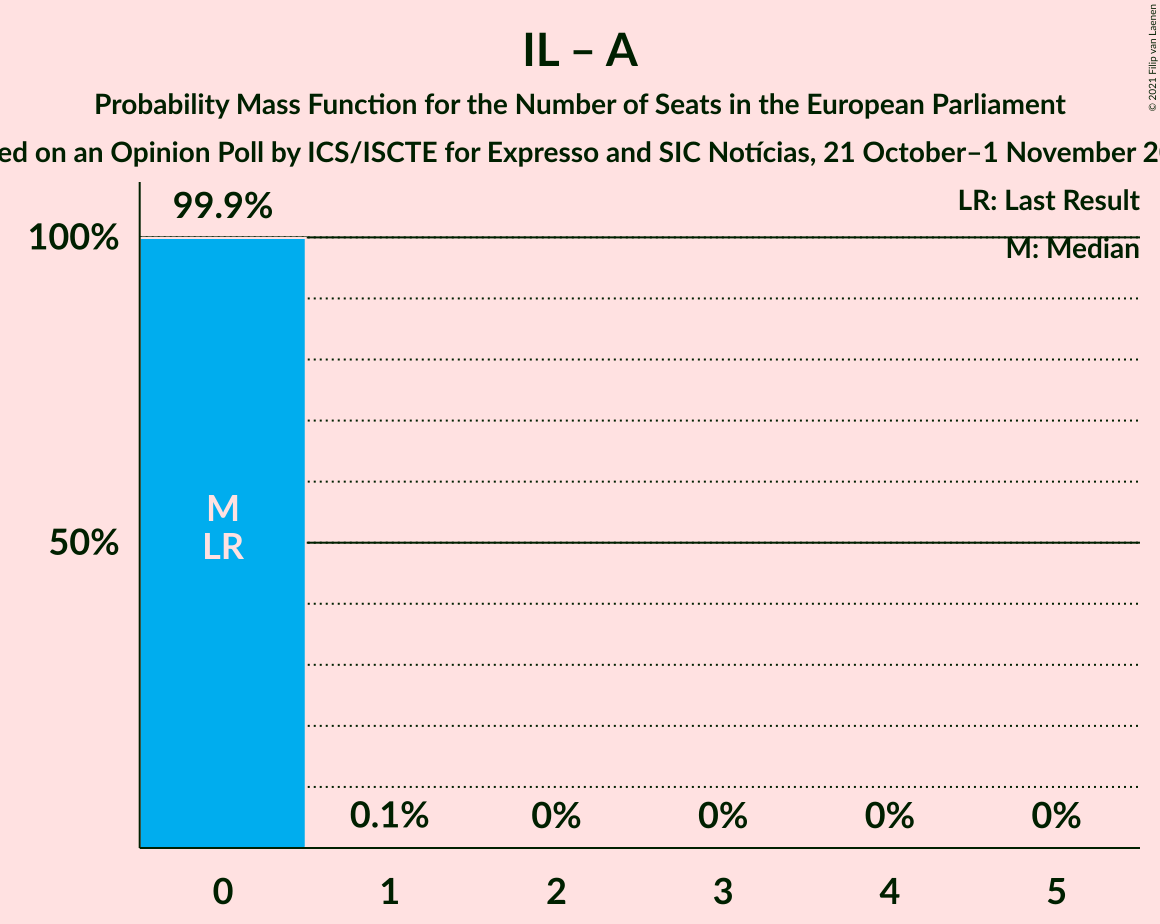 IL – A
Probability Mass Function for the Number of Seats in the European Parliament
on an Opinion Poll by ICS/ISCTE for Expresso and SIC Notícias, 21 October–1 November
© 2021 Filip van Laenen
LR: Last Result
M: Median
99.9%
100%
50%
M
LR
0.1% 0% 0% 0% 0%
0 1 2 3 4 5